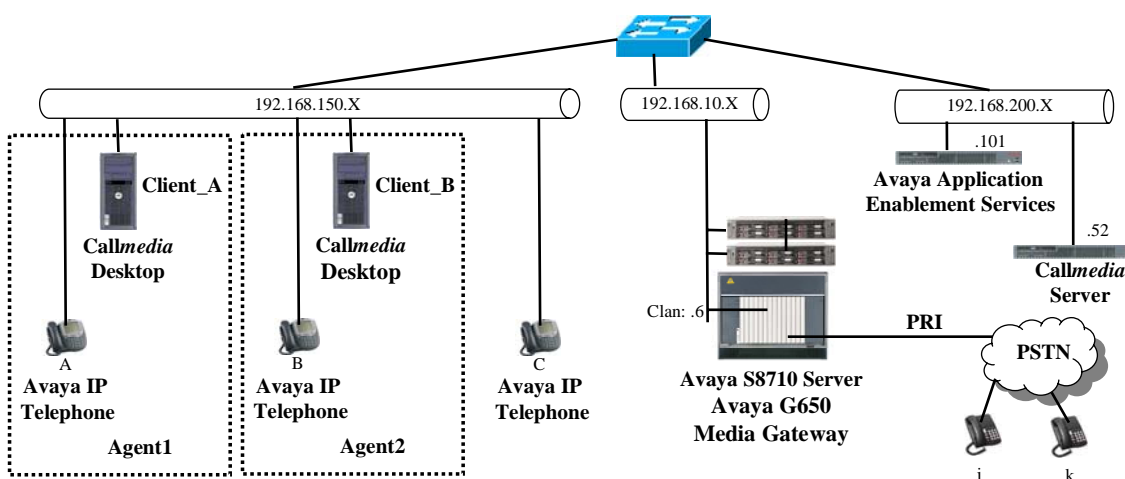 192.168.150.X
192.168.10.X
192.168.200.X
.101
Avaya Application
Enablement Services
.52
Callmedia
Server
Client_A
Callmedia
Desktop
Client_B
Callmedia
Desktop
Clan: .6
PRI
PSTN
A
Avaya IP
Telephone
Agent1
B
Avaya IP
Telephone
Agent2
C
Avaya IP
Telephone
Avaya S8710 Server
Avaya G650
Media Gateway
j
k